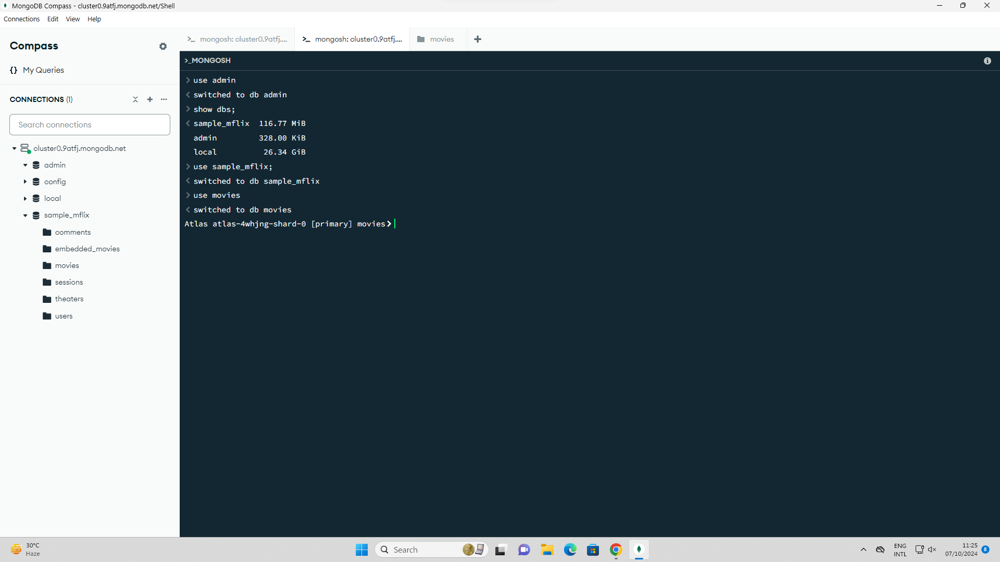 MongoDB Compass - cluster0.9atfj.mongodb.net/Shell
Connections Edit View Help
Compass
{} My Queries
CONNECTIONS (1)
Search connections
cluster0.9atfj.mongodb.net
admin
config
local
sample_mflix
comments
embedded_movies
movies
sessions
theaters
users
>_ mongosh: cluster0.9atfj.... >_ mongosh: cluster0.9atfj.... movies +
>_MONGOSH
> use admin
< switched to db admin
> show dbs;
< sample_mflix 116.77 MiB
admin 328.00 KiB
local 26.34 GiB
> use sample_mflix;
< switched to db sample_mflix
> use movies
< switched to db movies
Atlas atlas-4whjng-shard-0 [primary] movies>
30°C
Haze
Search
ENG
INTL
11:25
07/10/2024
8